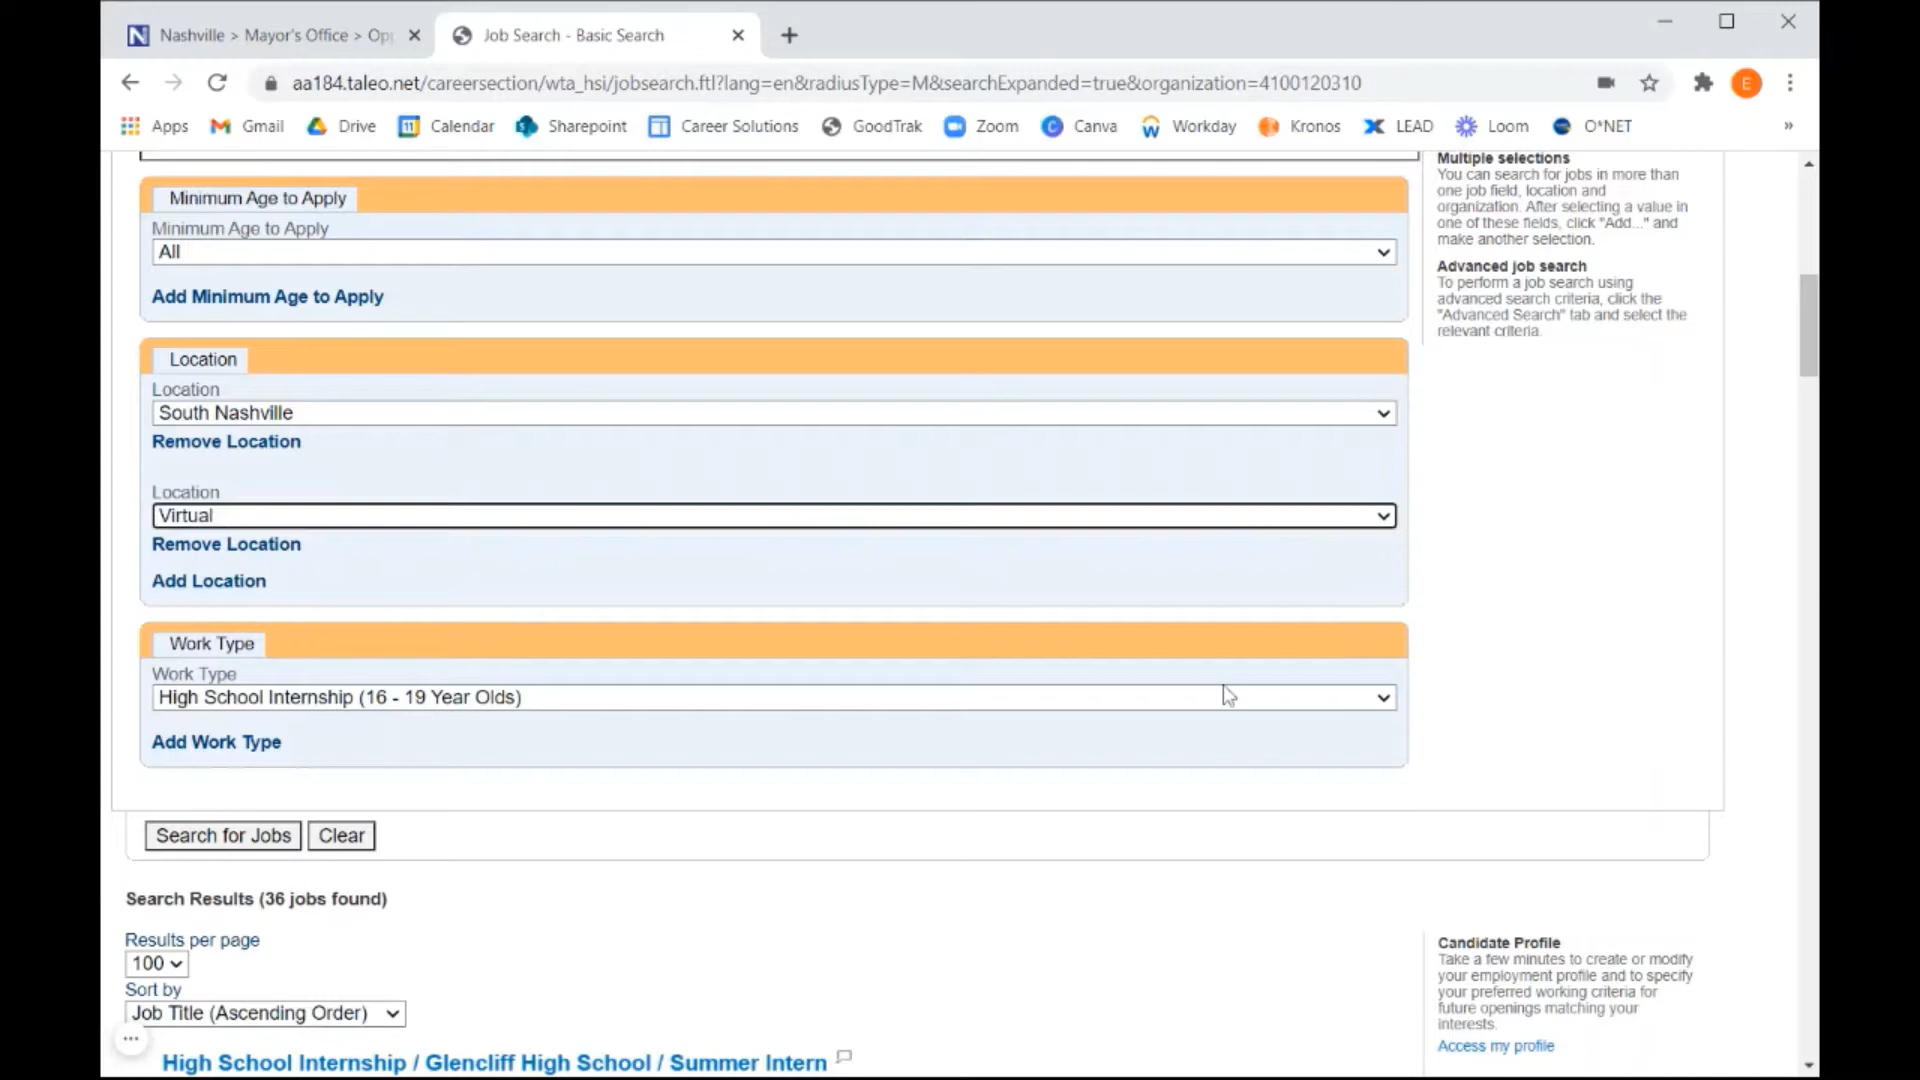 Nashville > Mayor's Office > Opp
Job Search - Basic Search
aa184.taleo.net/careersection/wta_hsi/jobsearch.ftl?lang=en&radiusType=M&searchExpanded=true&organization=4100120310
E
Apps
Gmail
Drive
Calendar
Sharepoint
Career Solutions
GoodTrak
Zoom
Canva
Workday
Kronos
LEAD
Loom
O*NET
»
Minimum Age to Apply
Minimum Age to Apply
All
Add Minimum Age to Apply
Location
Location
South Nashville
Remove Location
Location
Virtual
Remove Location
Add Location
Work Type
Work Type
High School Internship (16 - 19 Year Olds)
Add Work Type
Multiple selections
You can search for jobs in more than
one job field, location and
organization. After selecting a value in
one of these fields, click "Add..." and
make another selection.
Advanced job search
To perform a job search using
advanced search criteria, click the
"Advanced Search" tab and select the
relevant criteria.
Search for Jobs
Clear
Search Results (36 jobs found)
Results per page
100
Sort by
Job Title (Ascending Order)
High School Internship / Glencliff High School / Summer Intern
Candidate Profile
Take a few minutes to create or modify
your employment profile and to specify
your preferred working criteria for
future openings matching your
interests.
Access my profile